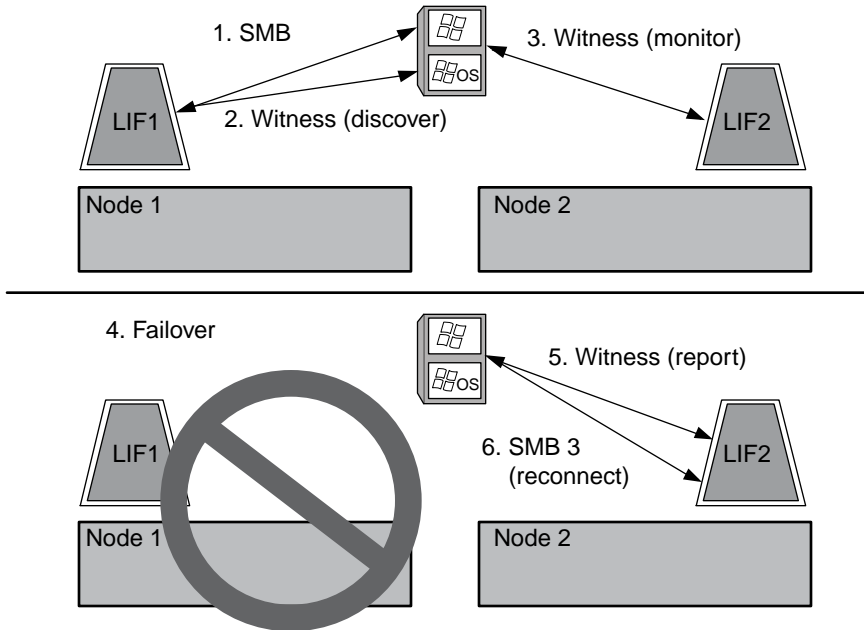 1. SMB
3. Witness (monitor)
OS
LIF1
2. Witness (discover)
LIF2
Node 1
Node 2
4. Failover
5. Witness (report)
OS
LIF1
6. SMB 3
(reconnect)
LIF2
Node 1
Node 2